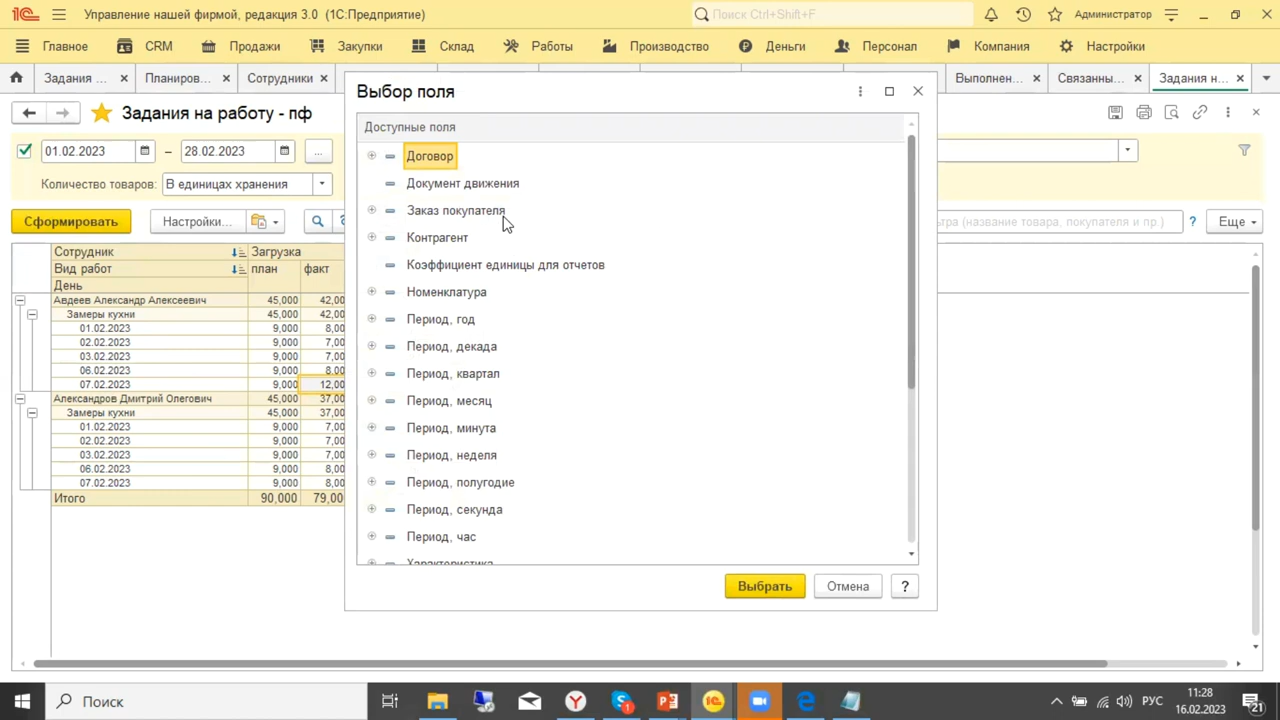 Управление нашей фирмой, редакция 3.0 (1С:Предприятие)
Поиск Ctrl+Shift+F
Администратор
Главное
CRM
Продажи
Закупки
Склад
Работы
Производство
Деньги
Персонал
Компания
Настройки
Задания ...
Планиров...
Сотрудники
Выполнен...
Связанны...
Задания н...
Задания на работу - пф
01.02.2023 – 28.02.2023
...
Количество товаров: В единицах хранения
Сформировать
Настройки...
Еще
?
Сотрудник Загрузка
Вид работ план факт
День
Авдеев Александр Алексеевич 45,000 42,00
Замеры кухни 45,000 42,00
01.02.2023 9,000 8,00
02.02.2023 9,000 7,00
03.02.2023 9,000 7,00
06.02.2023 9,000 8,00
07.02.2023 9,000 12,00
Александров Дмитрий Олегович 45,000 37,00
Замеры кухни 45,000 37,00
01.02.2023 9,000 7,00
02.02.2023 9,000 7,00
03.02.2023 9,000 7,00
06.02.2023 9,000 8,00
07.02.2023 9,000 8,00
Итого 90,000 79,00
Выбор поля
Доступные поля
Договор
Документ движения
Заказ покупателя
Контрагент
Коэффициент единицы для отчетов
Номенклатура
Период, год
Период, декада
Период, квартал
Период, месяц
Период, минута
Период, неделя
Период, полугодие
Период, секунда
Период, час
Характеристика
Выбрать
Отмена
?
тра (название товара, покупателя и пр.)
Поиск
РУС
11:28
16.02.2023
21